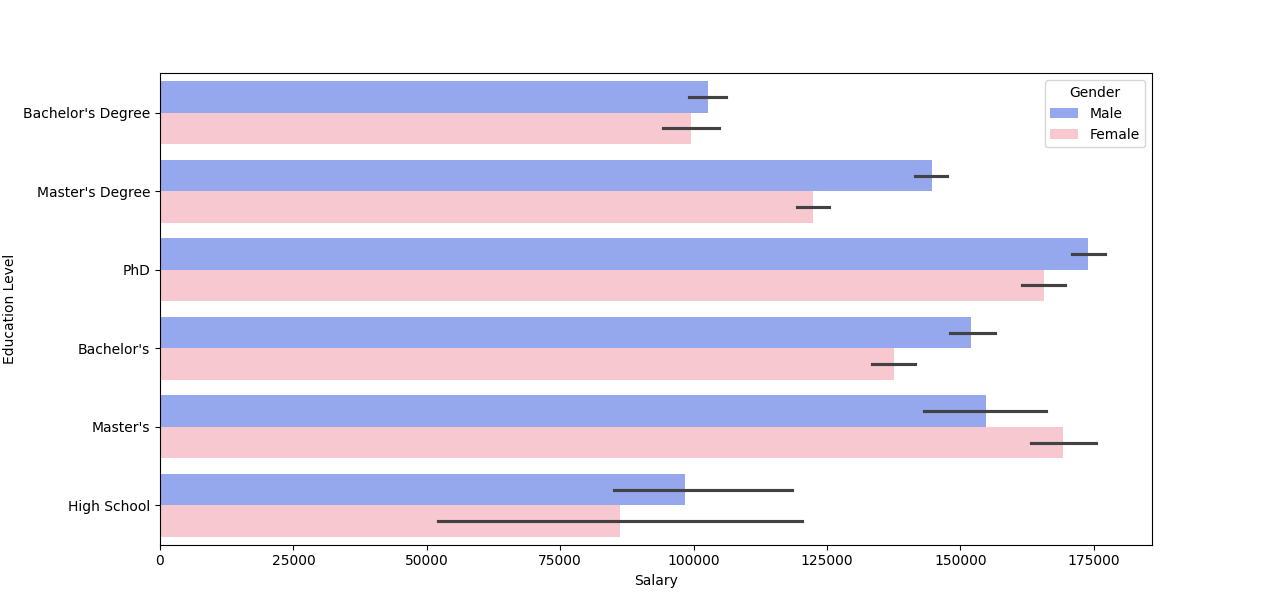 Gender
Male
Female
Education Level
Bachelor's Degree
Master's Degree
PhD
Bachelor's
Master's
High School
0 25000 50000 75000 100000 125000 150000 175000
Salary